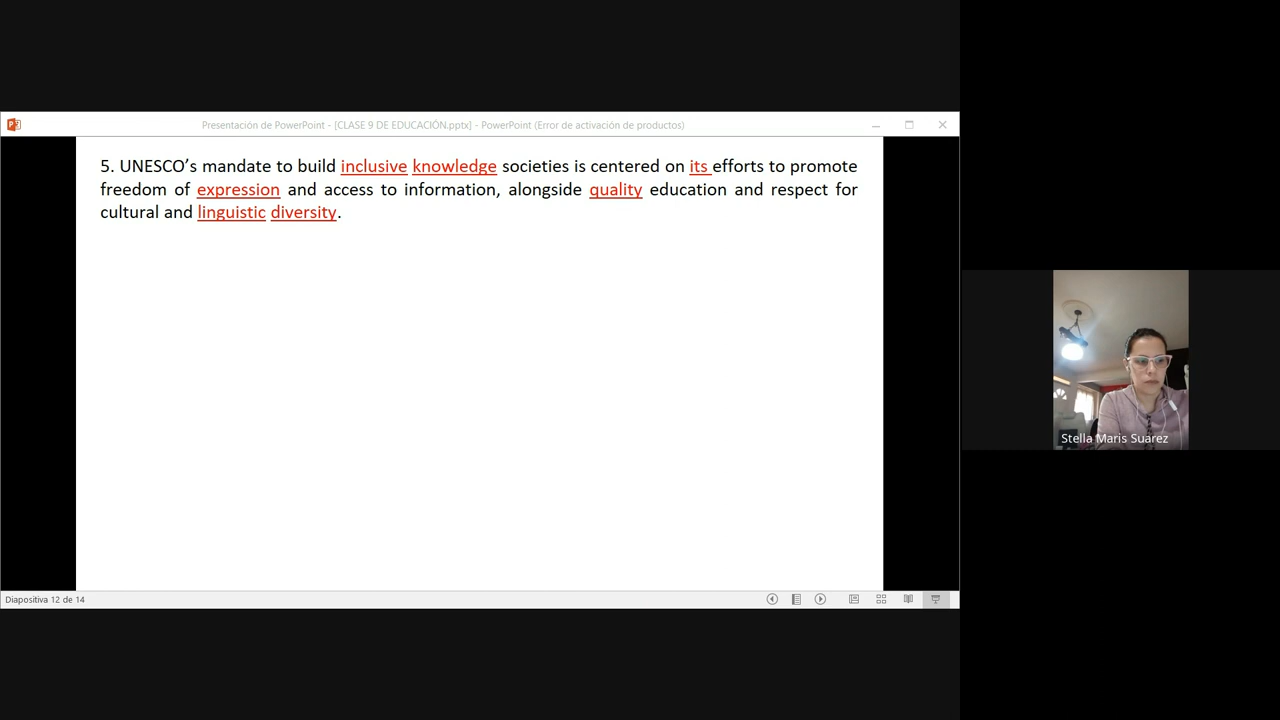 Presentación de PowerPoint - [CLASE 9 DE EDUCACIÓN.pptx] - PowerPoint (Error de activación de productos)
5. UNESCO’s mandate to build inclusive knowledge societies is centered on its efforts to promote
freedom of expression and access to information, alongside quality education and respect for
cultural and linguistic diversity.
Stella Maris Suarez
Diapositiva 12 de 14